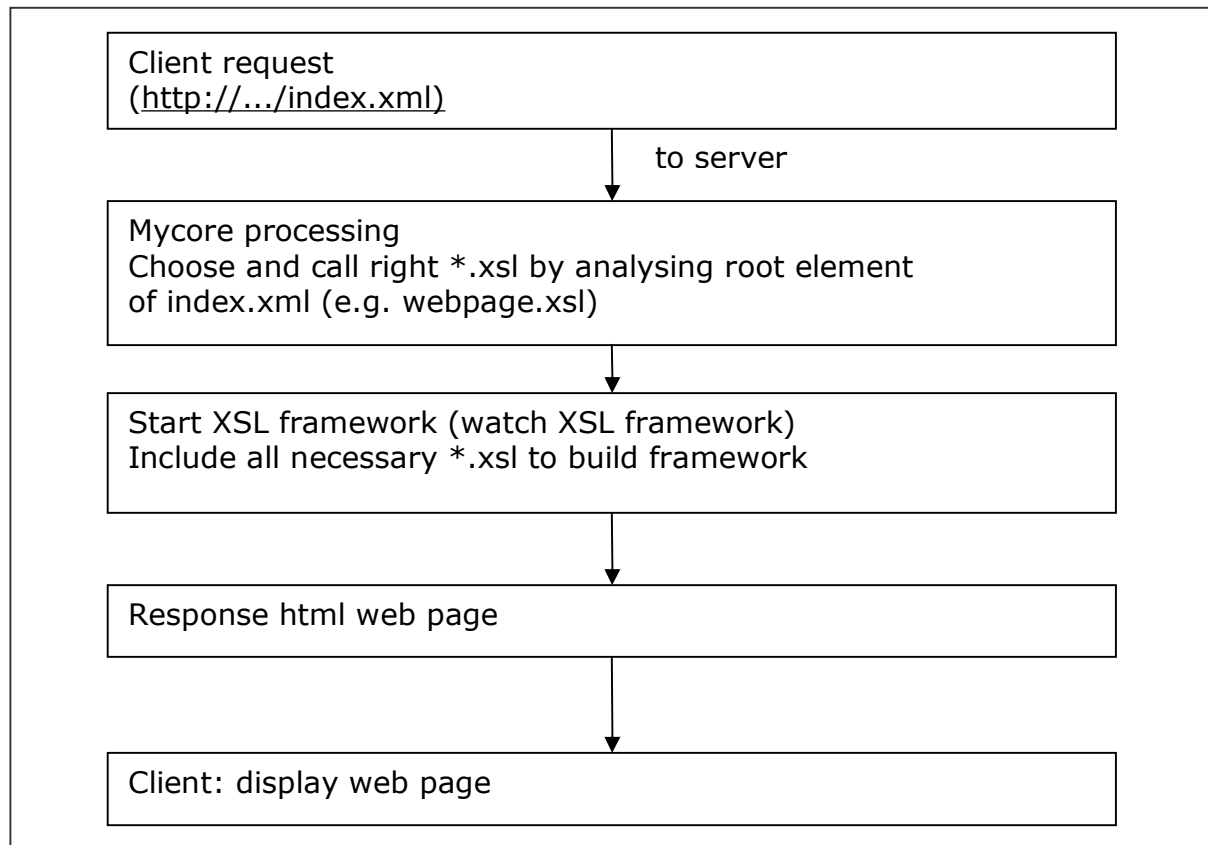 Client request
(http://.../index.xml)
to server
Mycore processing
Choose and call right *.xsl by analysing root element
of index.xml (e.g. webpage.xsl)
Start XSL framework (watch XSL framework)
Include all necessary *.xsl to build framework
Response html web page
Client: display web page